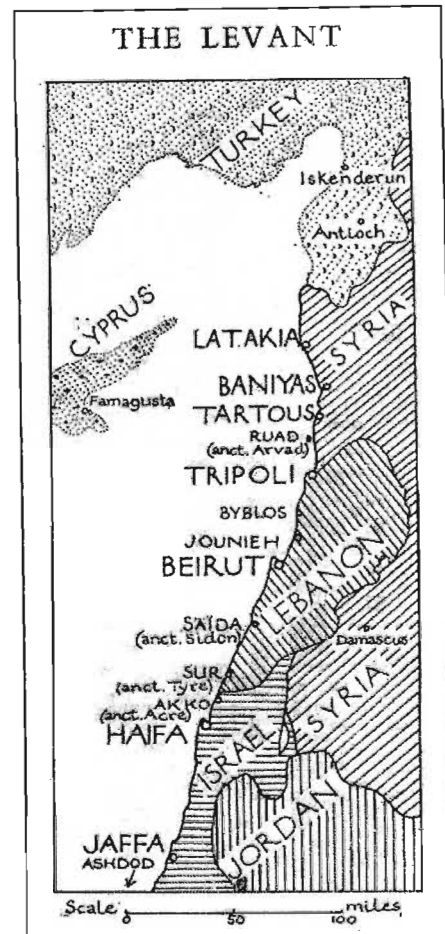 THE LEVANT
TURKEY
Iskenderun
Antioch
CYPRUS
Famagusta
LATAKIA
SYRIA
BANIYAS
TARTOUS
RUAD
(anct. Arvad)
TRIPOLI
BYBLOS
JOUNIEH
BEIRUT
LEBANON
SAÏDA
(anct. Sidon)
Damascus
SUR
(anct. Tyre)
AKKO
(anct. Acre)
HAIFA
SYRIA
ISRAEL
JAFFA
ASHDOD
JORDAN
Scale 0 50 100 miles